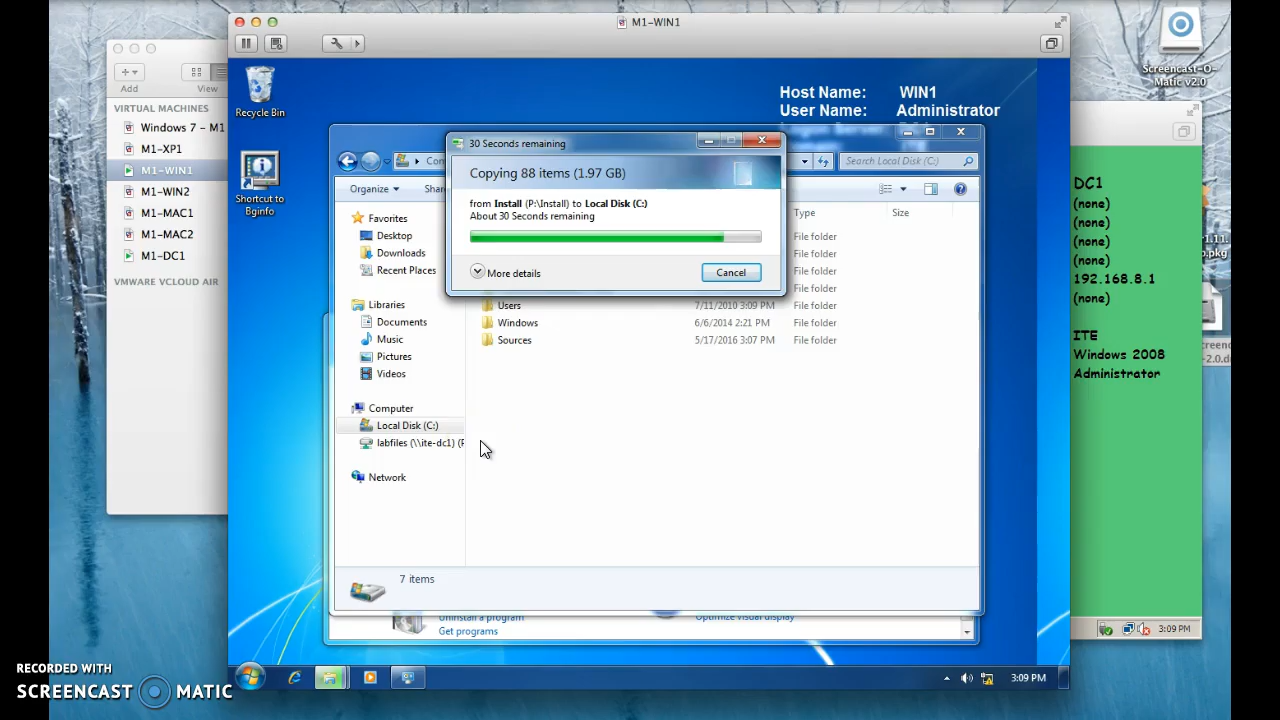 M1-WIN1
Screencast-O-
Matic v2.0
Add
View
VIRTUAL MACHINES
Windows 7 – M1
M1-XP1
M1-WIN1
M1-WIN2
M1-MAC1
M1-MAC2
M1-DC1
VMWARE VCLOUD AIR
Recycle Bin
Shortcut to
Bginfo
Host Name: WIN1
User Name: Administrator
Search Local Disk (C:)
30 Seconds remaining
Copying 88 items (1.97 GB)
from Install (P:\Install) to Local Disk (C:)
About 30 Seconds remaining
More details
Cancel
Organize
Type
Size
Favorites
Desktop
Downloads
Recent Places
Libraries
Documents
Music
Pictures
Videos
Computer
Local Disk (C:)
labfiles (\\ite-dc1) (P
Network
File folder
File folder
File folder
File folder
Users 7/11/2010 3:09 PM File folder
Windows 6/6/2014 2:21 PM File folder
Sources 5/17/2016 3:07 PM File folder
7 items
Uninstall a program
Optimize visual display
Get programs
3:09 PM
DC1
(none)
(none)
(none)
(none)
192.168.8.1
(none)
ITE
Windows 2008
Administrator
3:09 PM
RECORDED WITH
SCREENCAST MATIC